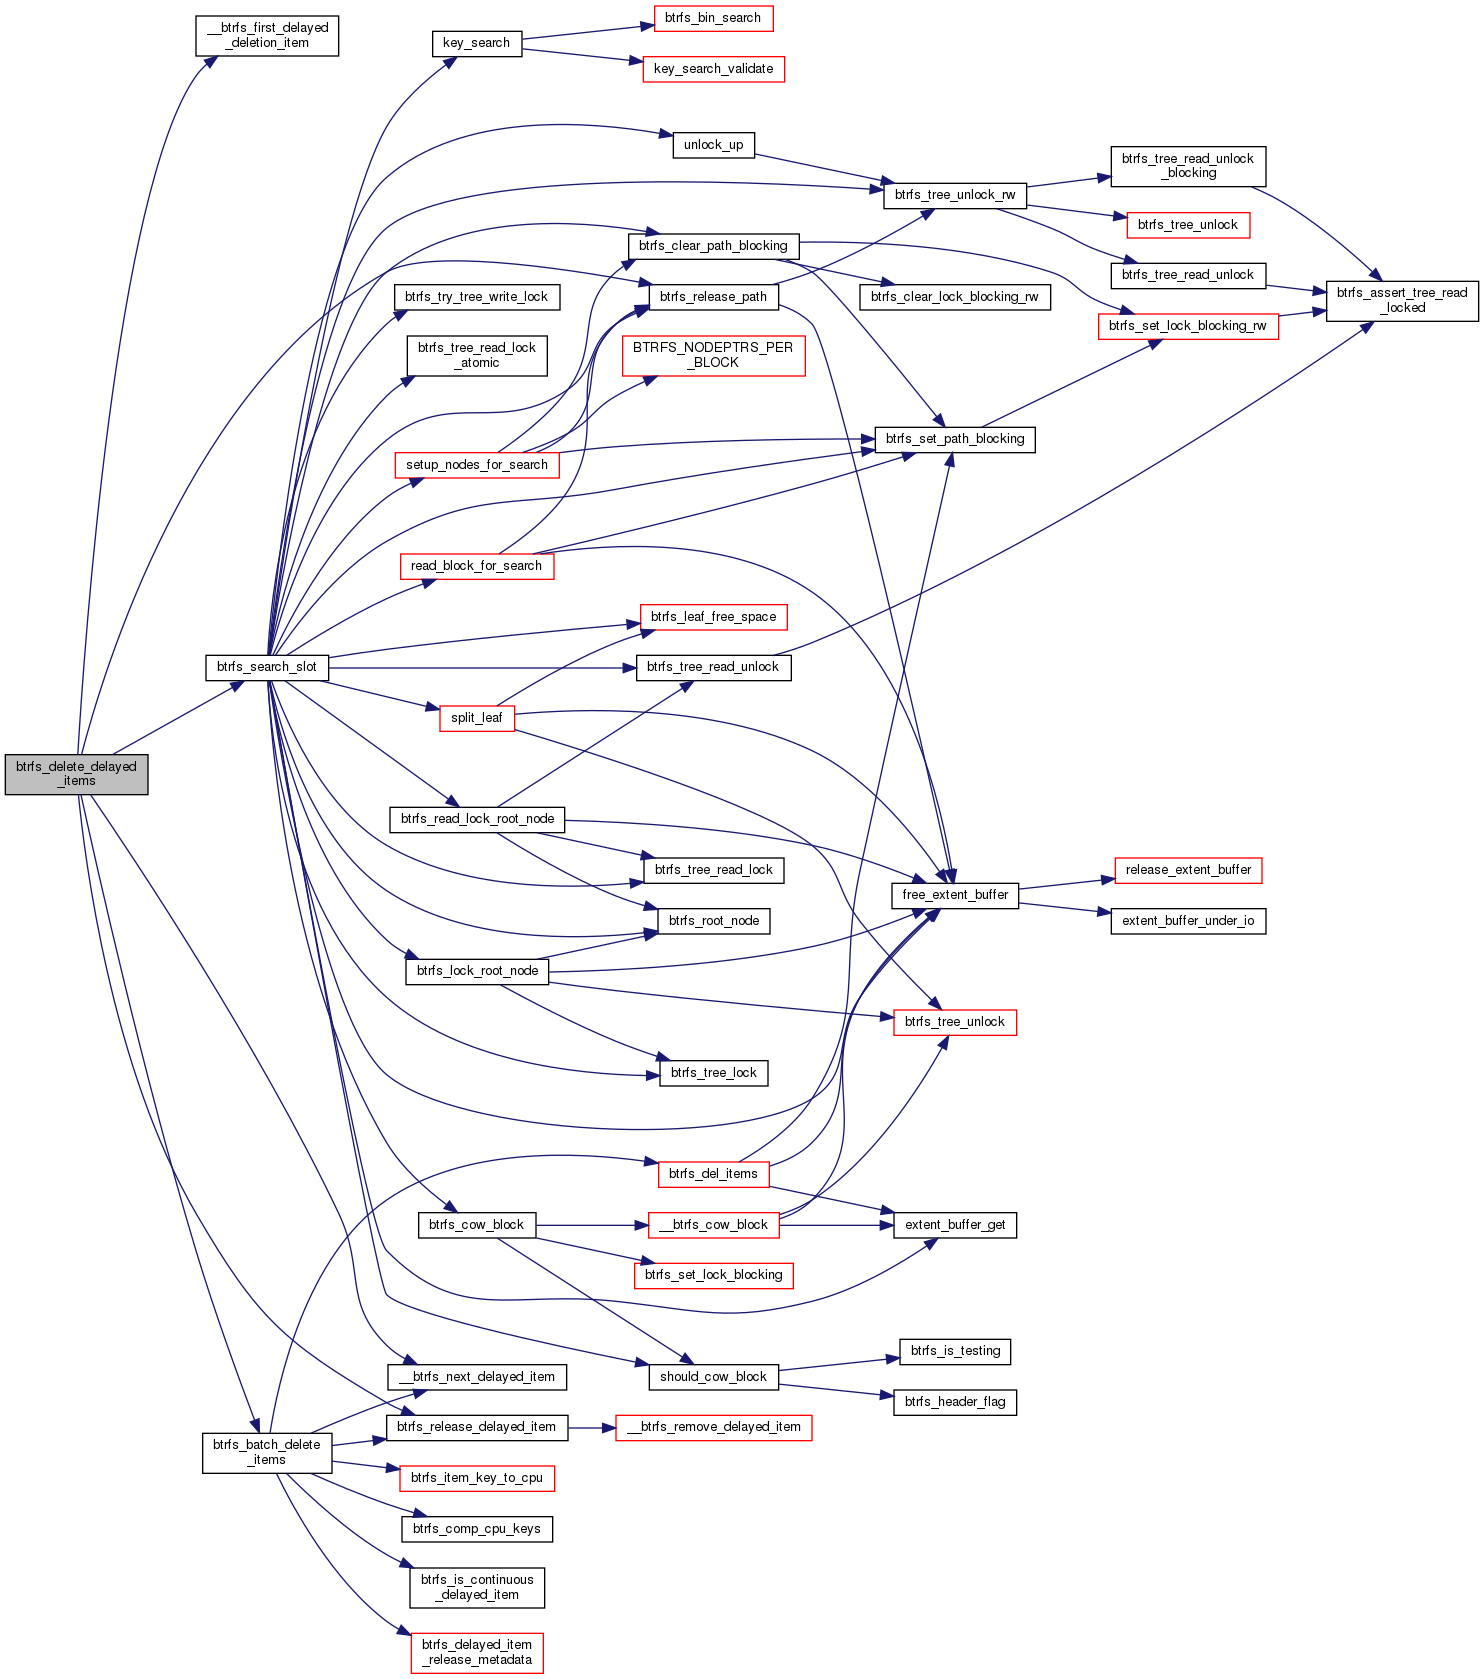 __btrfs_first_delayed
_deletion_item
key_search
btrfs_bin_search
key_search_validate
unlock_up
btrfs_tree_unlock_rw
btrfs_tree_read_unlock
_blocking
btrfs_tree_unlock
btrfs_clear_path_blocking
btrfs_tree_read_unlock
btrfs_try_tree_write_lock
btrfs_release_path
btrfs_clear_lock_blocking_rw
btrfs_assert_tree_read
_locked
btrfs_set_lock_blocking_rw
btrfs_tree_read_lock
_atomic
BTRFS_NODEPTRS_PER
_BLOCK
btrfs_set_path_blocking
setup_nodes_for_search
read_block_for_search
btrfs_leaf_free_space
btrfs_search_slot
btrfs_tree_read_unlock
split_leaf
btrfs_delete_delayed
_items
btrfs_read_lock_root_node
btrfs_tree_read_lock
free_extent_buffer
release_extent_buffer
btrfs_root_node
extent_buffer_under_io
btrfs_lock_root_node
btrfs_tree_unlock
btrfs_tree_lock
btrfs_del_items
btrfs_cow_block
__btrfs_cow_block
extent_buffer_get
btrfs_set_lock_blocking
btrfs_is_testing
__btrfs_next_delayed_item
should_cow_block
btrfs_header_flag
btrfs_release_delayed_item
__btrfs_remove_delayed_item
btrfs_batch_delete
_items
btrfs_item_key_to_cpu
btrfs_comp_cpu_keys
btrfs_is_continuous
_delayed_item
btrfs_delayed_item
_release_metadata